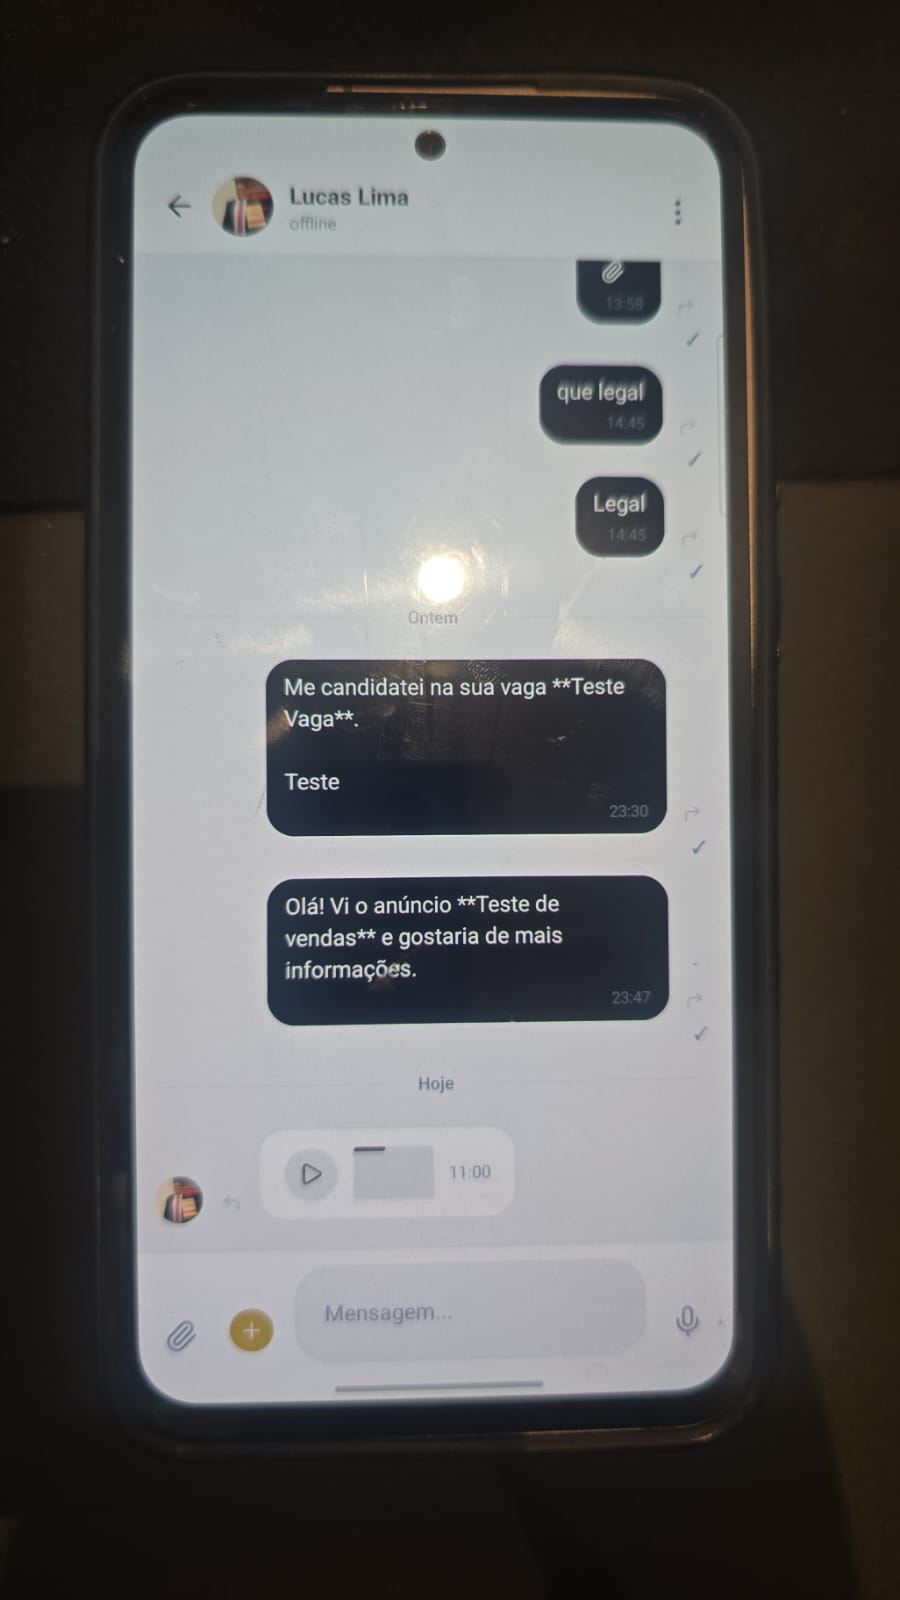 Lucas Lima
offline
13:58
que legal
14:45
Legal
14:45
Ontem
Me candidatei na sua vaga **Teste
Vaga**.
Teste
23:30
Olá! Vi o anúncio **Teste de
vendas** e gostaria de mais
informações.
23:47
Hoje
11:00
Mensagem...